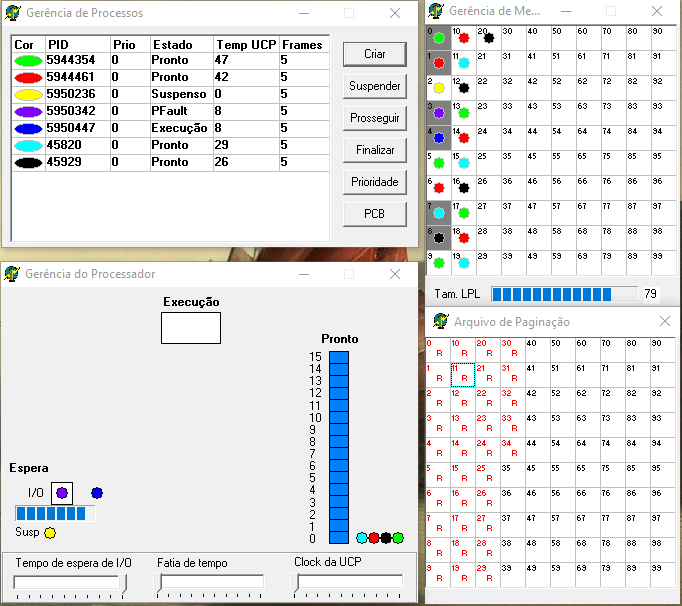 Gerência de Processos
Cor PID Prio Estado Temp UCP Frames
5944354 0 Pronto 47 5
5944461 0 Pronto 42 5
5950236 0 Suspenso 0 5
5950342 0 PFault 8 5
5950447 0 Execução 8 5
45820 0 Pronto 29 5
45929 0 Pronto 26 5
Criar
Suspender
Prosseguir
Finalizar
Prioridade
PCB
Gerência de Me...
0 10 20 30 40 50 60 70 80 90
1 11 21 31 41 51 61 71 81 91
2 12 22 32 42 52 62 72 82 92
3 13 23 33 43 53 63 73 83 93
4 14 24 34 44 54 64 74 84 94
5 15 25 35 45 55 65 75 85 95
6 16 26 36 46 56 66 76 86 96
7 17 27 37 47 57 67 77 87 97
8 18 28 38 48 58 68 78 88 98
9 19 29 39 49 59 69 79 89 99
Tam. LPL 79
Gerência do Processador
Execução
Pronto
15
14
13
12
11
10
9
8
7
6
5
4
3
2
1
0
Espera
I/O
Susp
Tempo de espera de I/O
Fatia de tempo
Clock da UCP
Arquivo de Paginação
0 10 20 30 40 50 60 70 80 90
R R R R
1 11 21 31 41 51 61 71 81 91
R R R R
2 12 22 32 42 52 62 72 82 92
R R R R
3 13 23 33 43 53 63 73 83 93
R R R R
4 14 24 34 44 54 64 74 84 94
R R R R
5 15 25 35 45 55 65 75 85 95
R R R
6 16 26 36 46 56 66 76 86 96
R R R
7 17 27 37 47 57 67 77 87 97
R R R
8 18 28 38 48 58 68 78 88 98
R R R
9 19 29 39 49 59 69 79 89 99
R R R